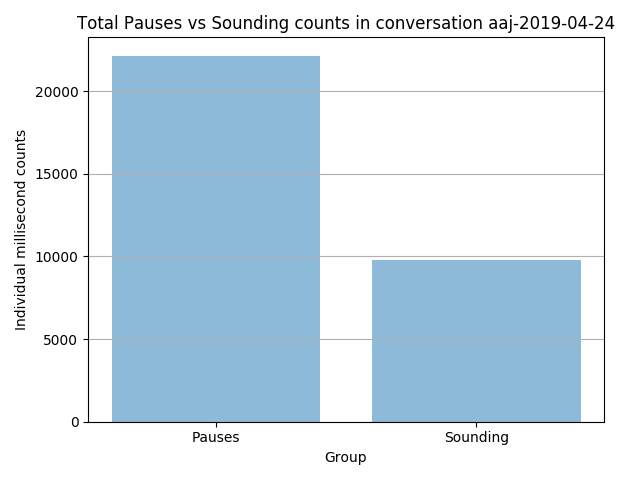 Total Pauses vs Sounding counts in conversation aaj-2019-04-24
Individual millisecond counts
20000
15000
10000
5000
0
Pauses
Sounding
Group